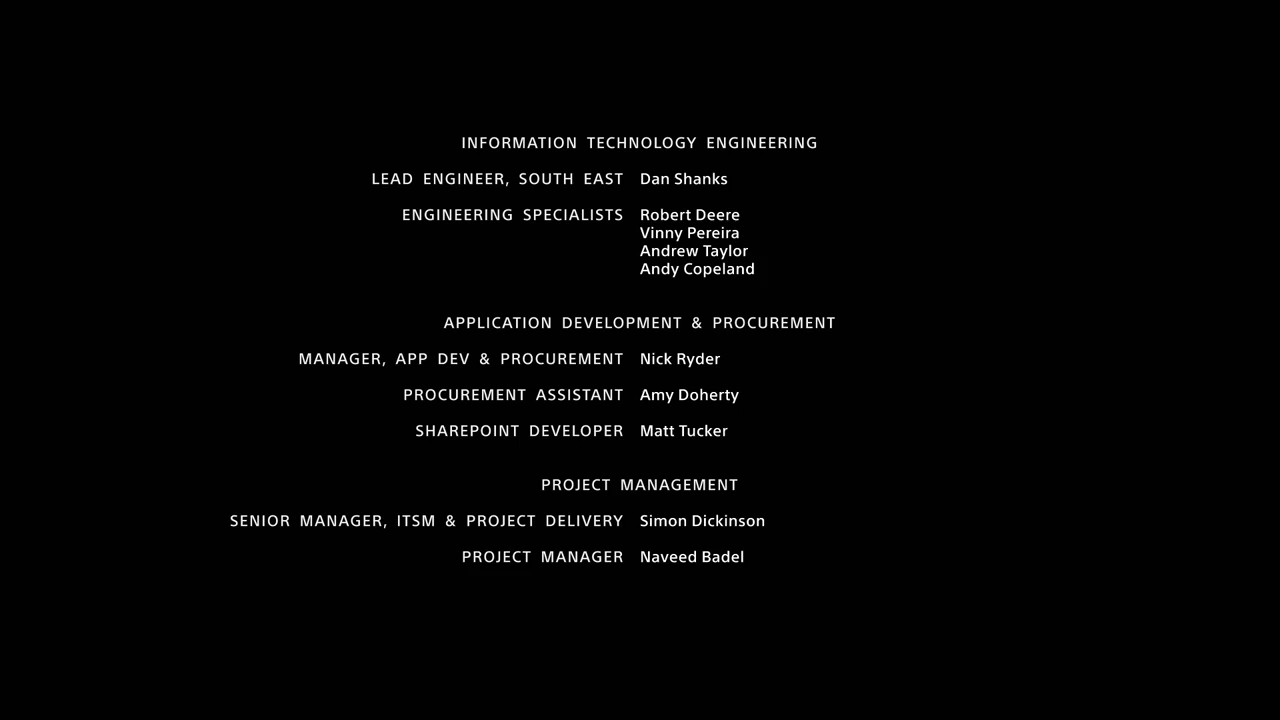 INFORMATION TECHNOLOGY ENGINEERING
LEAD ENGINEER, SOUTH EAST Dan Shanks
ENGINEERING SPECIALISTS Robert Deere
Vinny Pereira
Andrew Taylor
Andy Copeland
APPLICATION DEVELOPMENT & PROCUREMENT
MANAGER, APP DEV & PROCUREMENT Nick Ryder
PROCUREMENT ASSISTANT Amy Doherty
SHAREPOINT DEVELOPER Matt Tucker
PROJECT MANAGEMENT
SENIOR MANAGER, ITSM & PROJECT DELIVERY Simon Dickinson
PROJECT MANAGER Naveed Badel